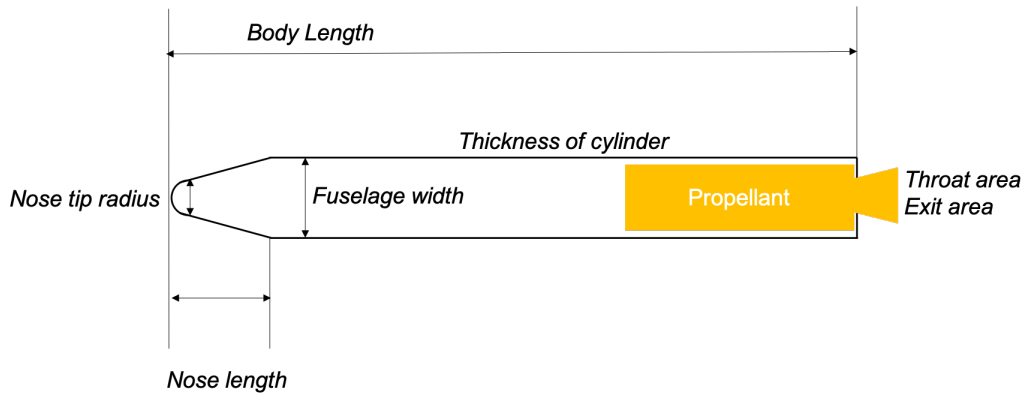 Body Length
Thickness of cylinder
Nose tip radius
Fuselage width
Propellant
Throat area
Exit area
Nose length